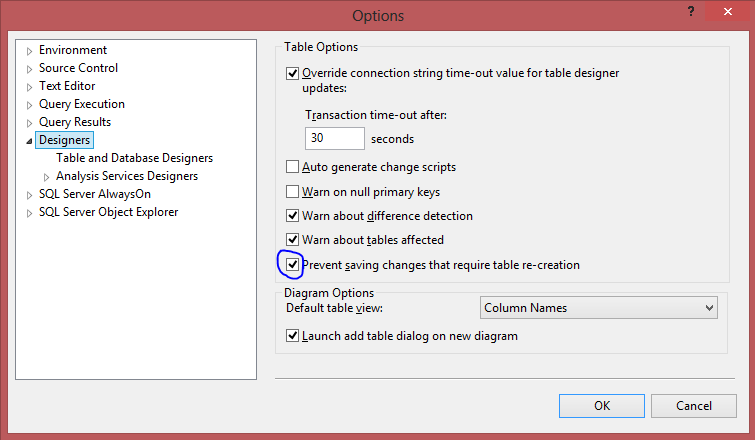 Options
?
Environment
Source Control
Text Editor
Query Execution
Query Results
Designers
Table and Database Designers
Analysis Services Designers
SQL Server AlwaysOn
SQL Server Object Explorer
Table Options
Override connection string time-out value for table designer
updates:
Transaction time-out after:
30 seconds
Auto generate change scripts
Warn on null primary keys
Warn about difference detection
Warn about tables affected
Prevent saving changes that require table re-creation
Diagram Options
Default table view: Column Names
Launch add table dialog on new diagram
OK Cancel